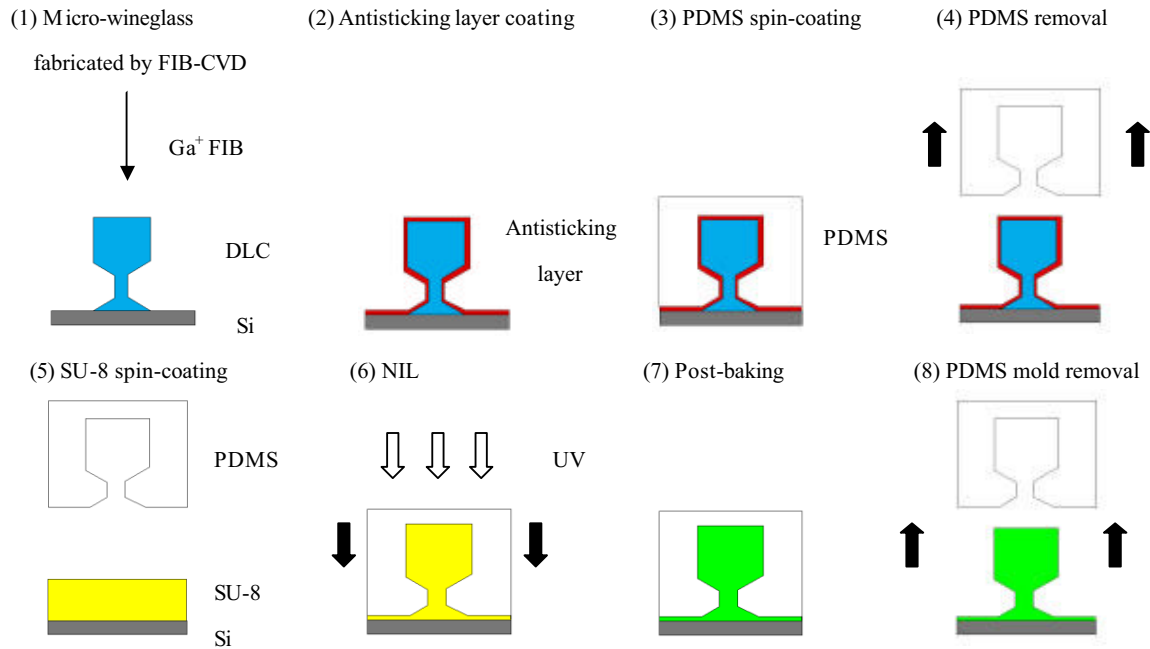 (1) Micro-wineglass
fabricated by FIB-CVD
Ga⁺ FIB
DLC
Si
(2) Antisticking layer coating
Antisticking
layer
(3) PDMS spin-coating
PDMS
(4) PDMS removal
(5) SU-8 spin-coating
PDMS
SU-8
Si
(6) NIL
UV
(7) Post-baking
(8) PDMS mold removal